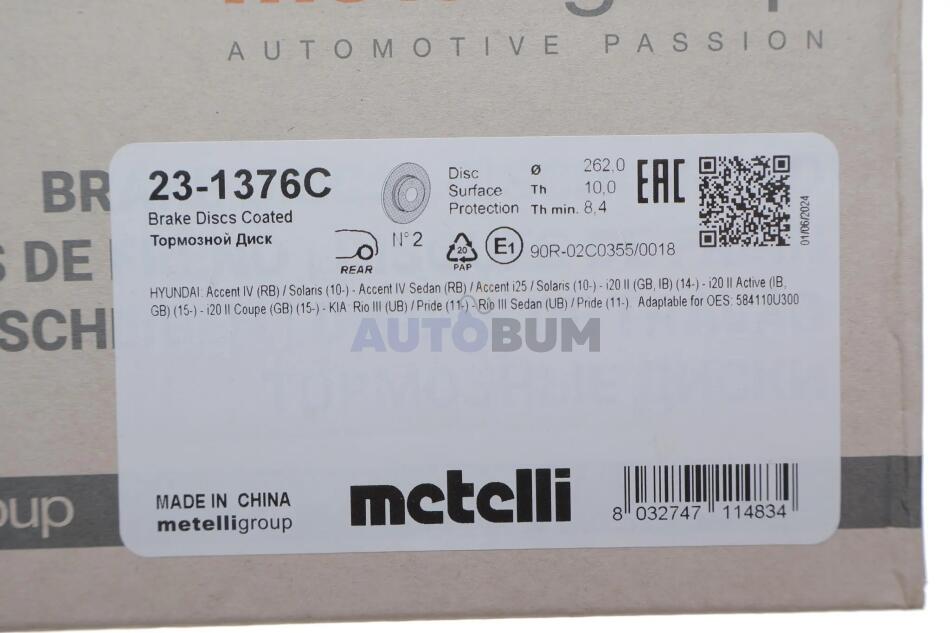 metelligroup
AUTOMOTIVE PASSION
BR
S DE
SCHE
23-1376C
Brake Discs Coated
Тормозной Диск
REAR
N°2
20
PAP
E1
90R-02C0355/0018
Disc Ø 262,0
Surface Th 10,0
Protection Th min. 8,4
EAC
01/06/2024
HYUNDAI: Accent IV (RB) / Solaris (10-) - Accent IV Sedan (RB) / Accent i25 / Solaris (10-) - i20 II (GB, IB) (14-) - i20 II Active (IB,
GB) (15-) - i20 II Coupe (GB) (15-) - KIA: Rio III (UB) / Pride (11-) - Rio III Sedan (UB) / Pride (11-). Adaptable for OES: 584110U300
AUTOBUM
MADE IN CHINA
metelligroup
metelli
8 032747 114834
oup